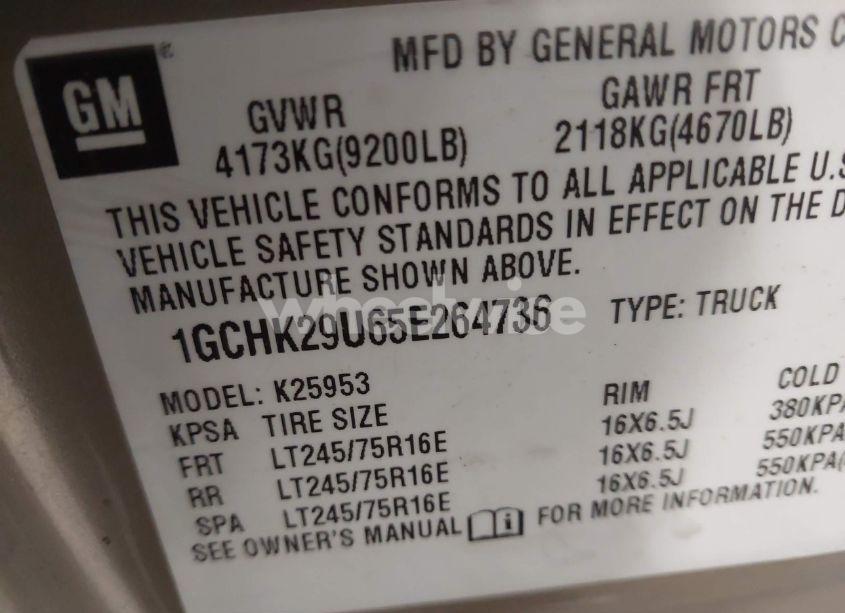 GM
MFD BY GENERAL MOTORS C
GVWR
GAWR FRT
4173KG(9200LB)
2118KG(4670LB)
THIS VEHICLE CONFORMS TO ALL APPLICABLE U.S
VEHICLE SAFETY STANDARDS IN EFFECT ON THE D
MANUFACTURE SHOWN ABOVE.
1GCHK29U65E264736 TYPE: TRUCK
wheelwise
MODEL: K25953
KPSA TIRE SIZE RIM COLD
FRT LT245/75R16E 16X6.5J 380KPA
RR LT245/75R16E 16X6.5J 550KPA
SPA LT245/75R16E 16X6.5J 550KPA(
SEE OWNER'S MANUAL i FOR MORE INFORMATION.